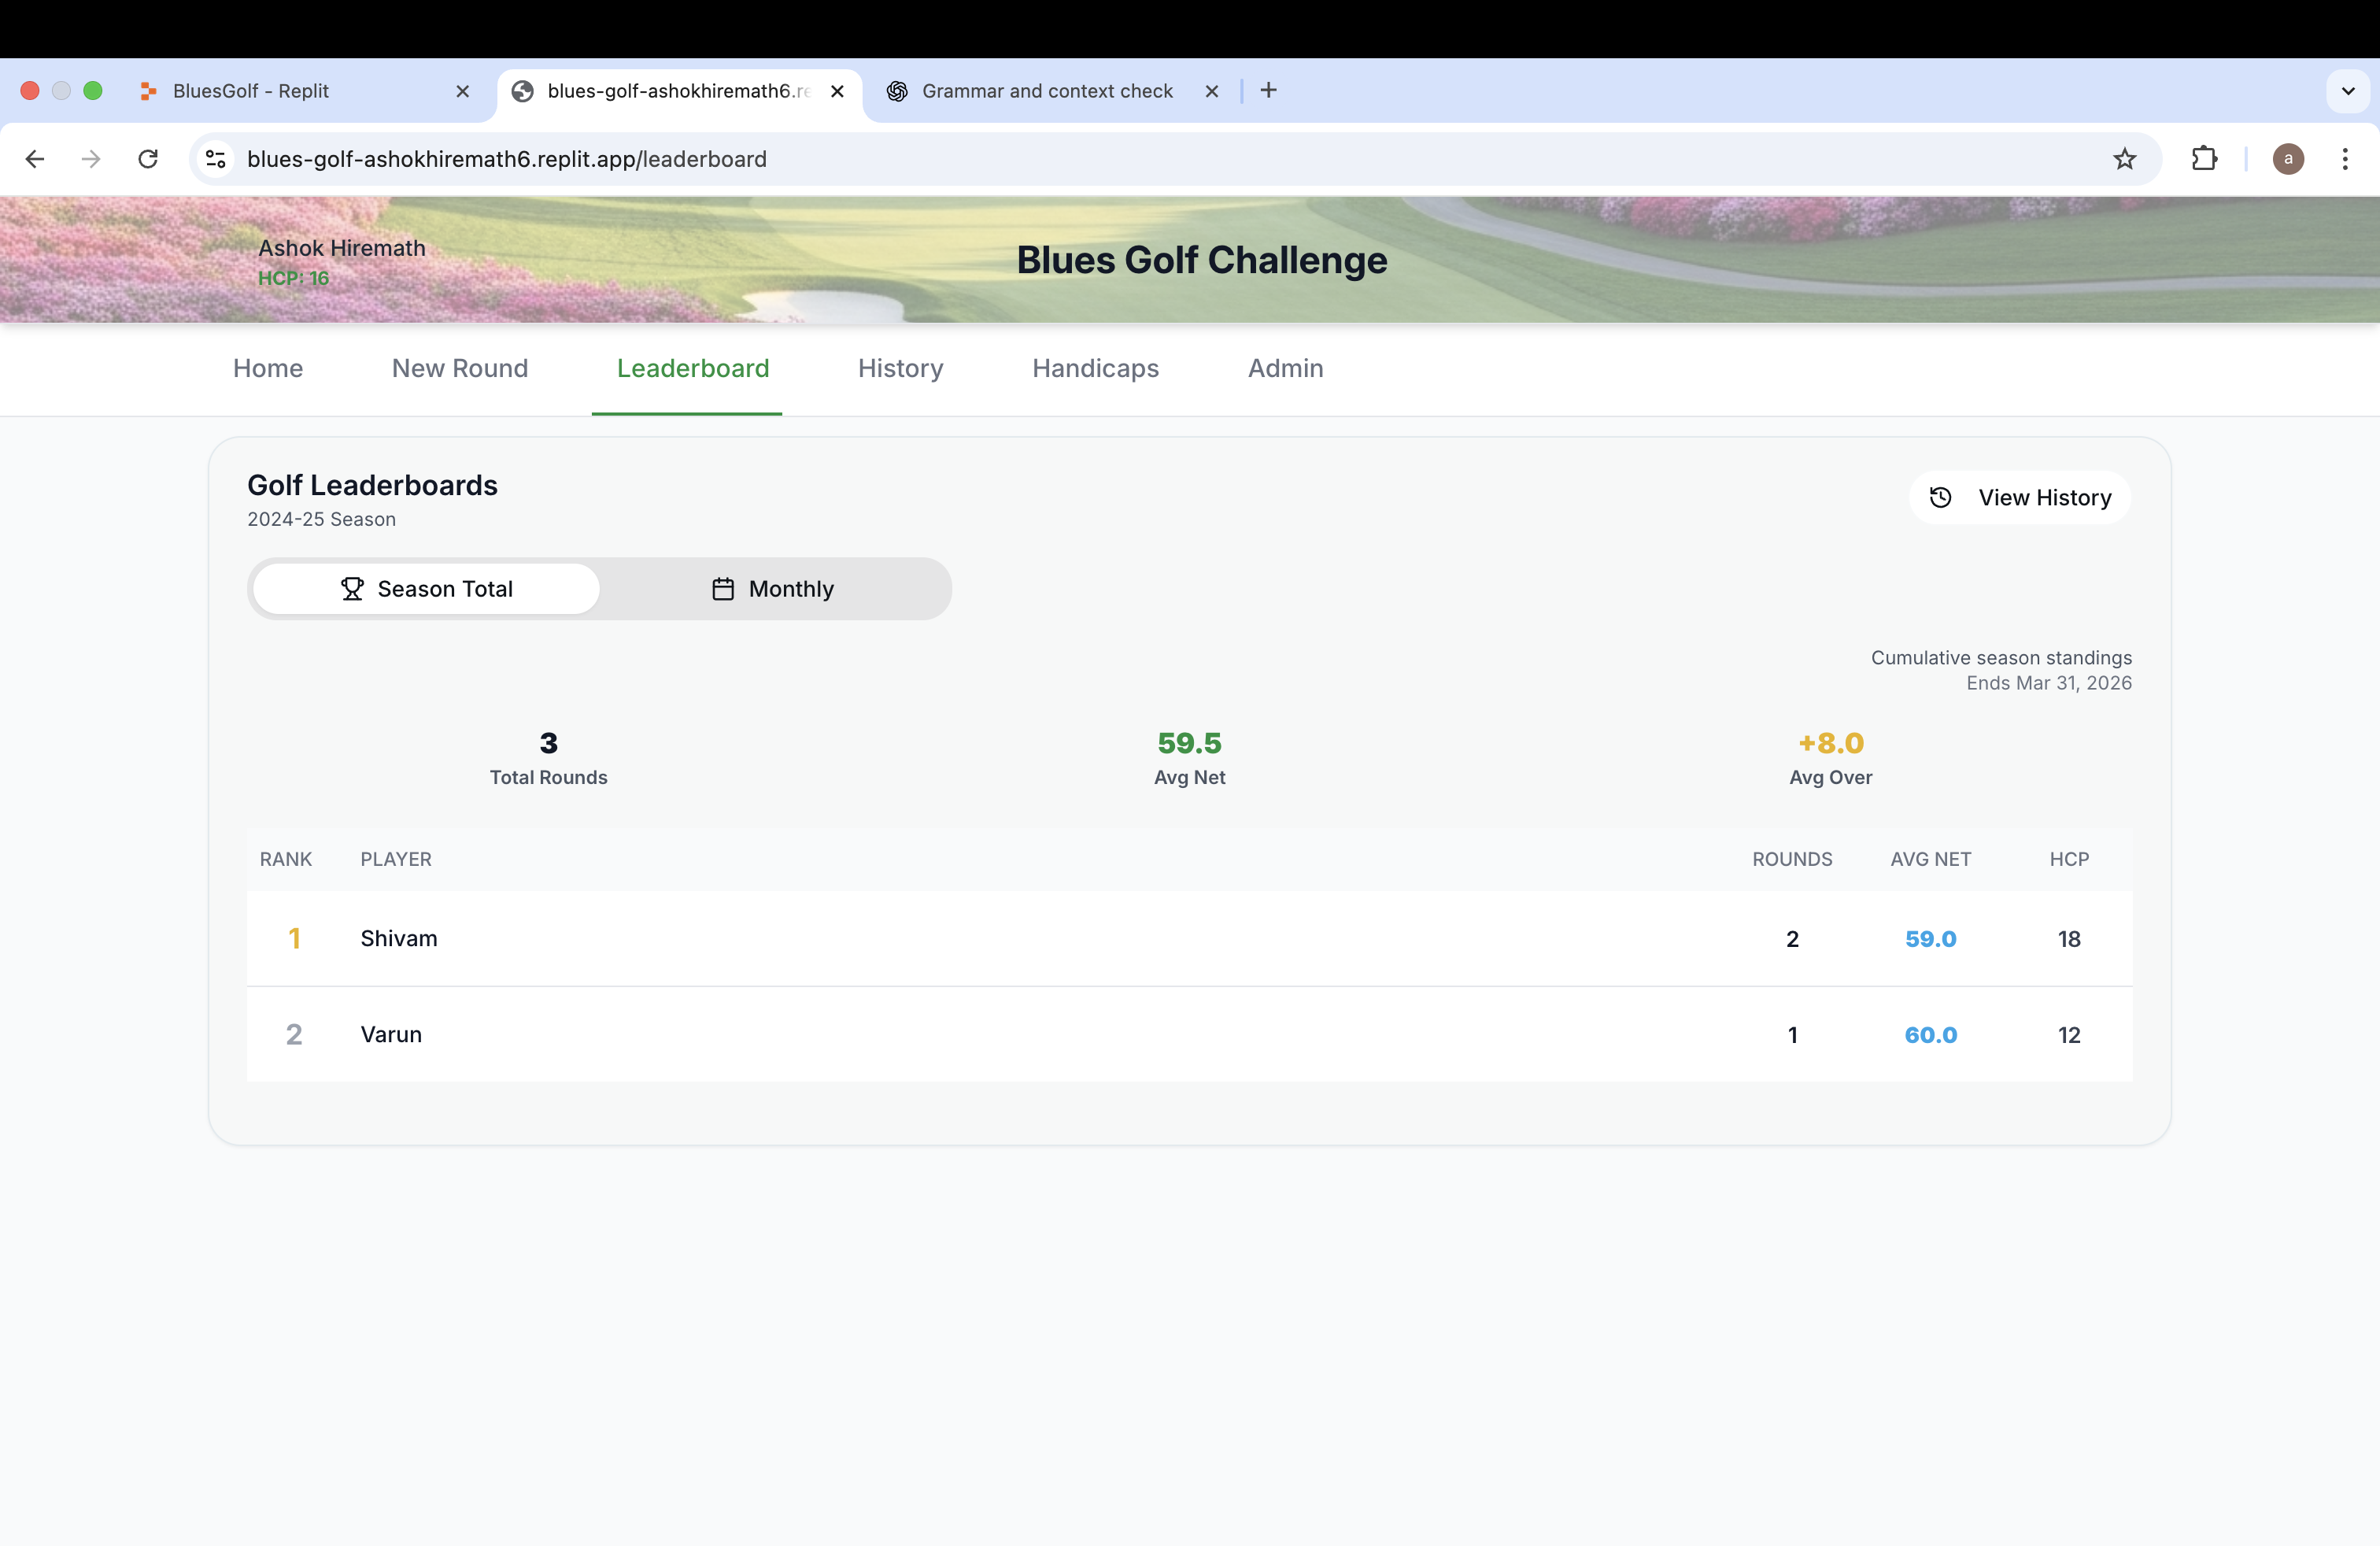 BluesGolf - Replit
blues-golf-ashokhiremath6.re
Grammar and context check
blues-golf-ashokhiremath6.replit.app/leaderboard
a
Ashok Hiremath
HCP: 16
Blues Golf Challenge
Home New Round Leaderboard History Handicaps Admin
Golf Leaderboards
2024-25 Season
View History
Season Total Monthly
Cumulative season standings
Ends Mar 31, 2026
3 59.5 +8.0
Total Rounds Avg Net Avg Over
RANK PLAYER ROUNDS AVG NET HCP
1 Shivam 2 59.0 18
2 Varun 1 60.0 12